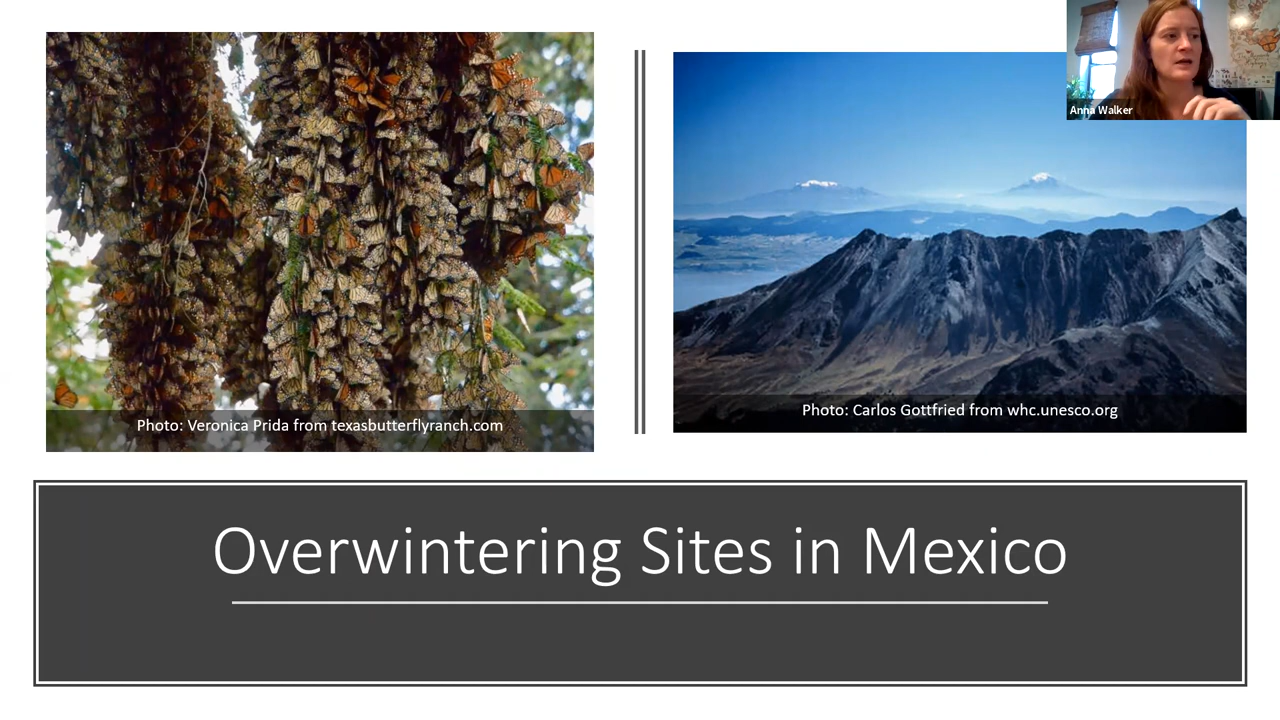 Anna Walker
Photo: Veronica Prida from texasbutterflyranch.com
Photo: Carlos Gottfried from whc.unesco.org
Overwintering Sites in Mexico